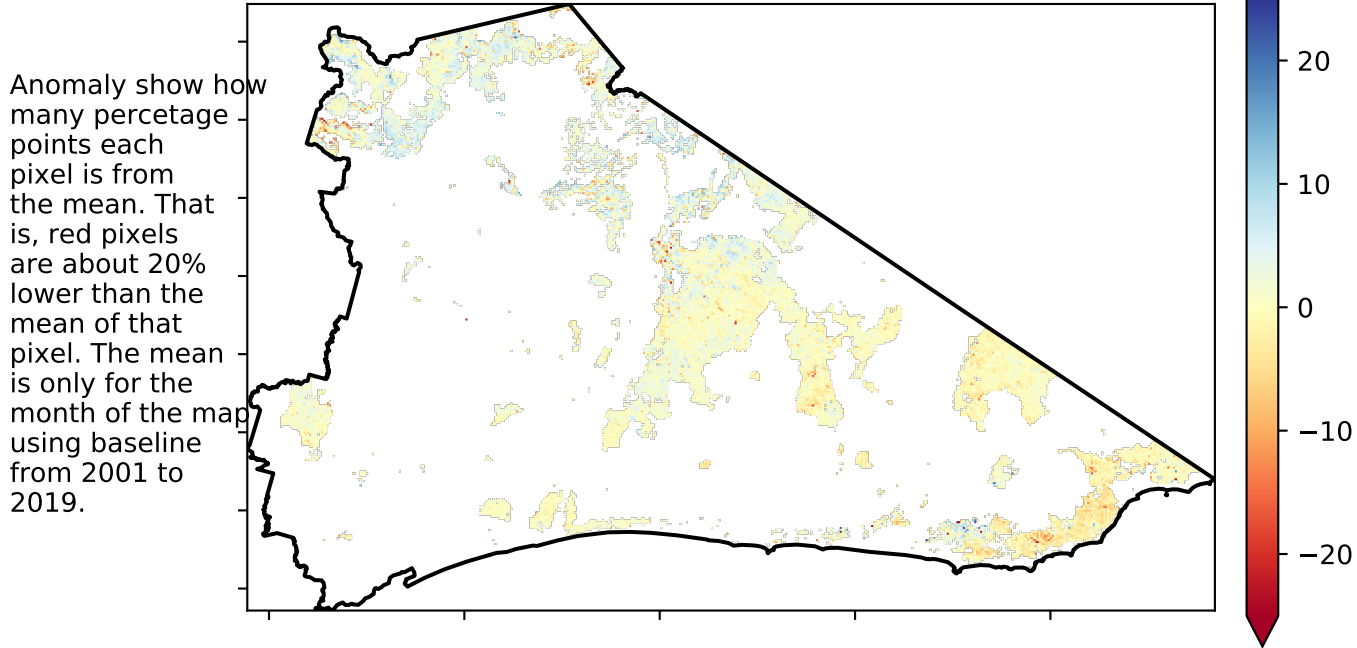 Anomaly show how
many percetage
points each
pixel is from
the mean. That
is, red pixels
are about 20%
lower than the
mean of that
pixel. The mean
is only for the
month of the map
using baseline
from 2001 to
2019.
20
10
0
−10
−20